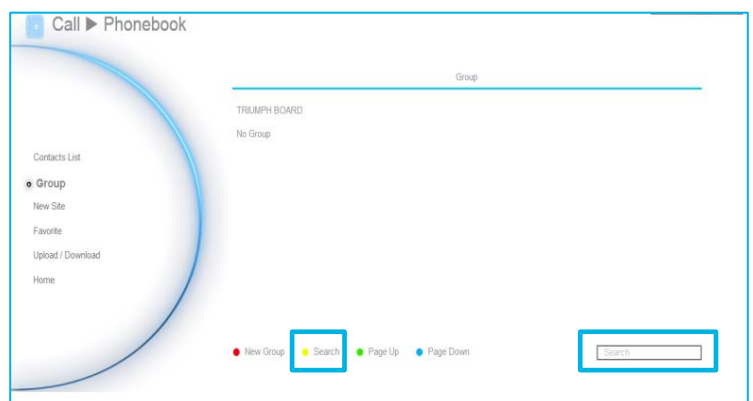 Call ▶ Phonebook
Group
TRIUMPH BOARD
No Group
Contacts List
Group
New Site
Favorite
Upload / Download
Home
New Group Search Page Up Page Down Search